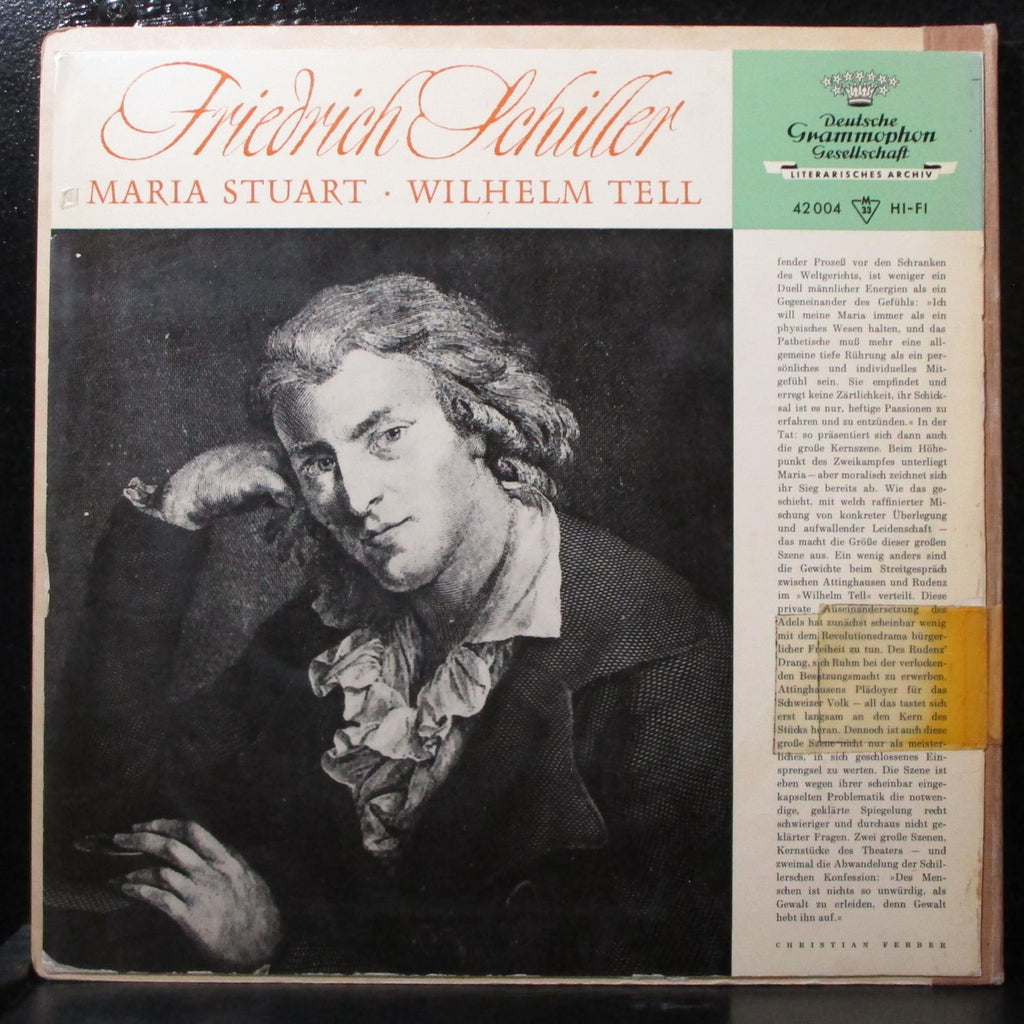 Friedrich Schiller
MARIA STUART · WILHELM TELL
Deutsche
Grammophon
Gesellschaft
LITERARISCHES ARCHIV
42 004 M 33 HI-FI
fender Prozeß vor den Schranken
des Weltgerichts, ist weniger ein
Duell männlicher Energien als ein
Gegeneinander des Gefühls: »Ich
will meine Maria immer als ein
physisches Wesen halten, und das
Pathetische muß mehr eine all-
gemeine tiefe Rührung als ein per-
sönliches und individuelles Mit-
gefühl sein. Sie empfindet und
erregt keine Zärtlichkeit, ihr Schick-
sal ist es nur, heftige Passionen zu
erfahren und zu entzünden.« In der
Tat: so präsentiert sich dann auch
die große Kernszene. Beim Höhe-
punkt des Zweikampfes unterliegt
Maria – aber moralisch zeichnet sich
ihr Sieg bereits ab. Wie das ge-
schieht, mit welch raffinierter Mi-
schung von konkreter Überlegung
und aufwallender Leidenschaft –
das macht die Größe dieser großen
Szene aus. Ein wenig anders sind
die Gewichte beim Streitgespräch
zwischen Attinghausen und Rudenz
im »Wilhelm Tell« verteilt. Diese
private Auseinandersetzung des
Adels hat zunächst scheinbar wenig
mit dem Revolutionsdrama bürger-
licher Freiheit zu tun. Des Rudenz'
Drang, sich Ruhm bei der verlocken-
den Besatzungsmacht zu erwerben,
Attinghausens Plädoyer für das
Schweizer Volk – all das tastet sich
erst langsam an den Kern des
Stücks heran. Dennoch ist auch diese
große Szene nicht nur als meister-
liches, in sich geschlossenes Ein-
sprengsel zu werten. Die Szene ist
eben wegen ihrer scheinbar einge-
kapselten Problematik die notwen-
dige, geklärte Spiegelung recht
schwieriger und durchaus nicht ge-
klärter Fragen. Zwei große Szenen,
Kernstücke des Theaters – und
zweimal die Abwandelung der Schil-
lerschen Konfession: »Des Men-
schen ist nichts so unwürdig, als
Gewalt zu erleiden, denn Gewalt
hebt ihn auf.«
CHRISTIAN FERBER